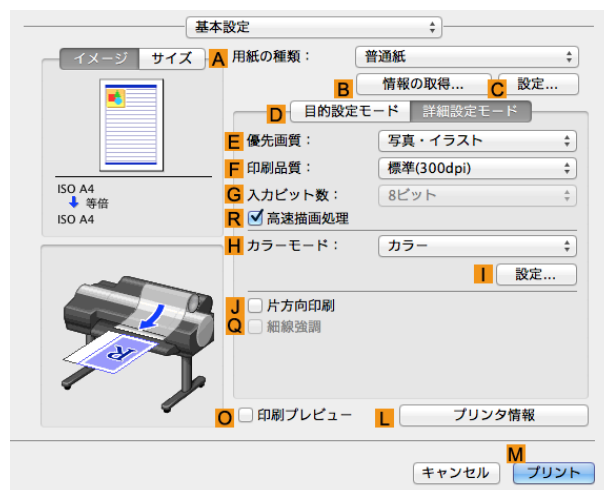 基本設定
イメージ サイズ A 用紙の種類： 普通紙
B 情報の取得... C 設定...
D 目的設定モード 詳細設定モード
E 優先画質： 写真・イラスト
F 印刷品質： 標準(300dpi)
G 入力ビット数： 8ビット
R 高速描画処理
ISO A4
等倍
ISO A4
H カラーモード： カラー
I 設定...
J 片方向印刷
Q 細線強調
R
O 印刷プレビュー L プリンタ情報
M
キャンセル プリント